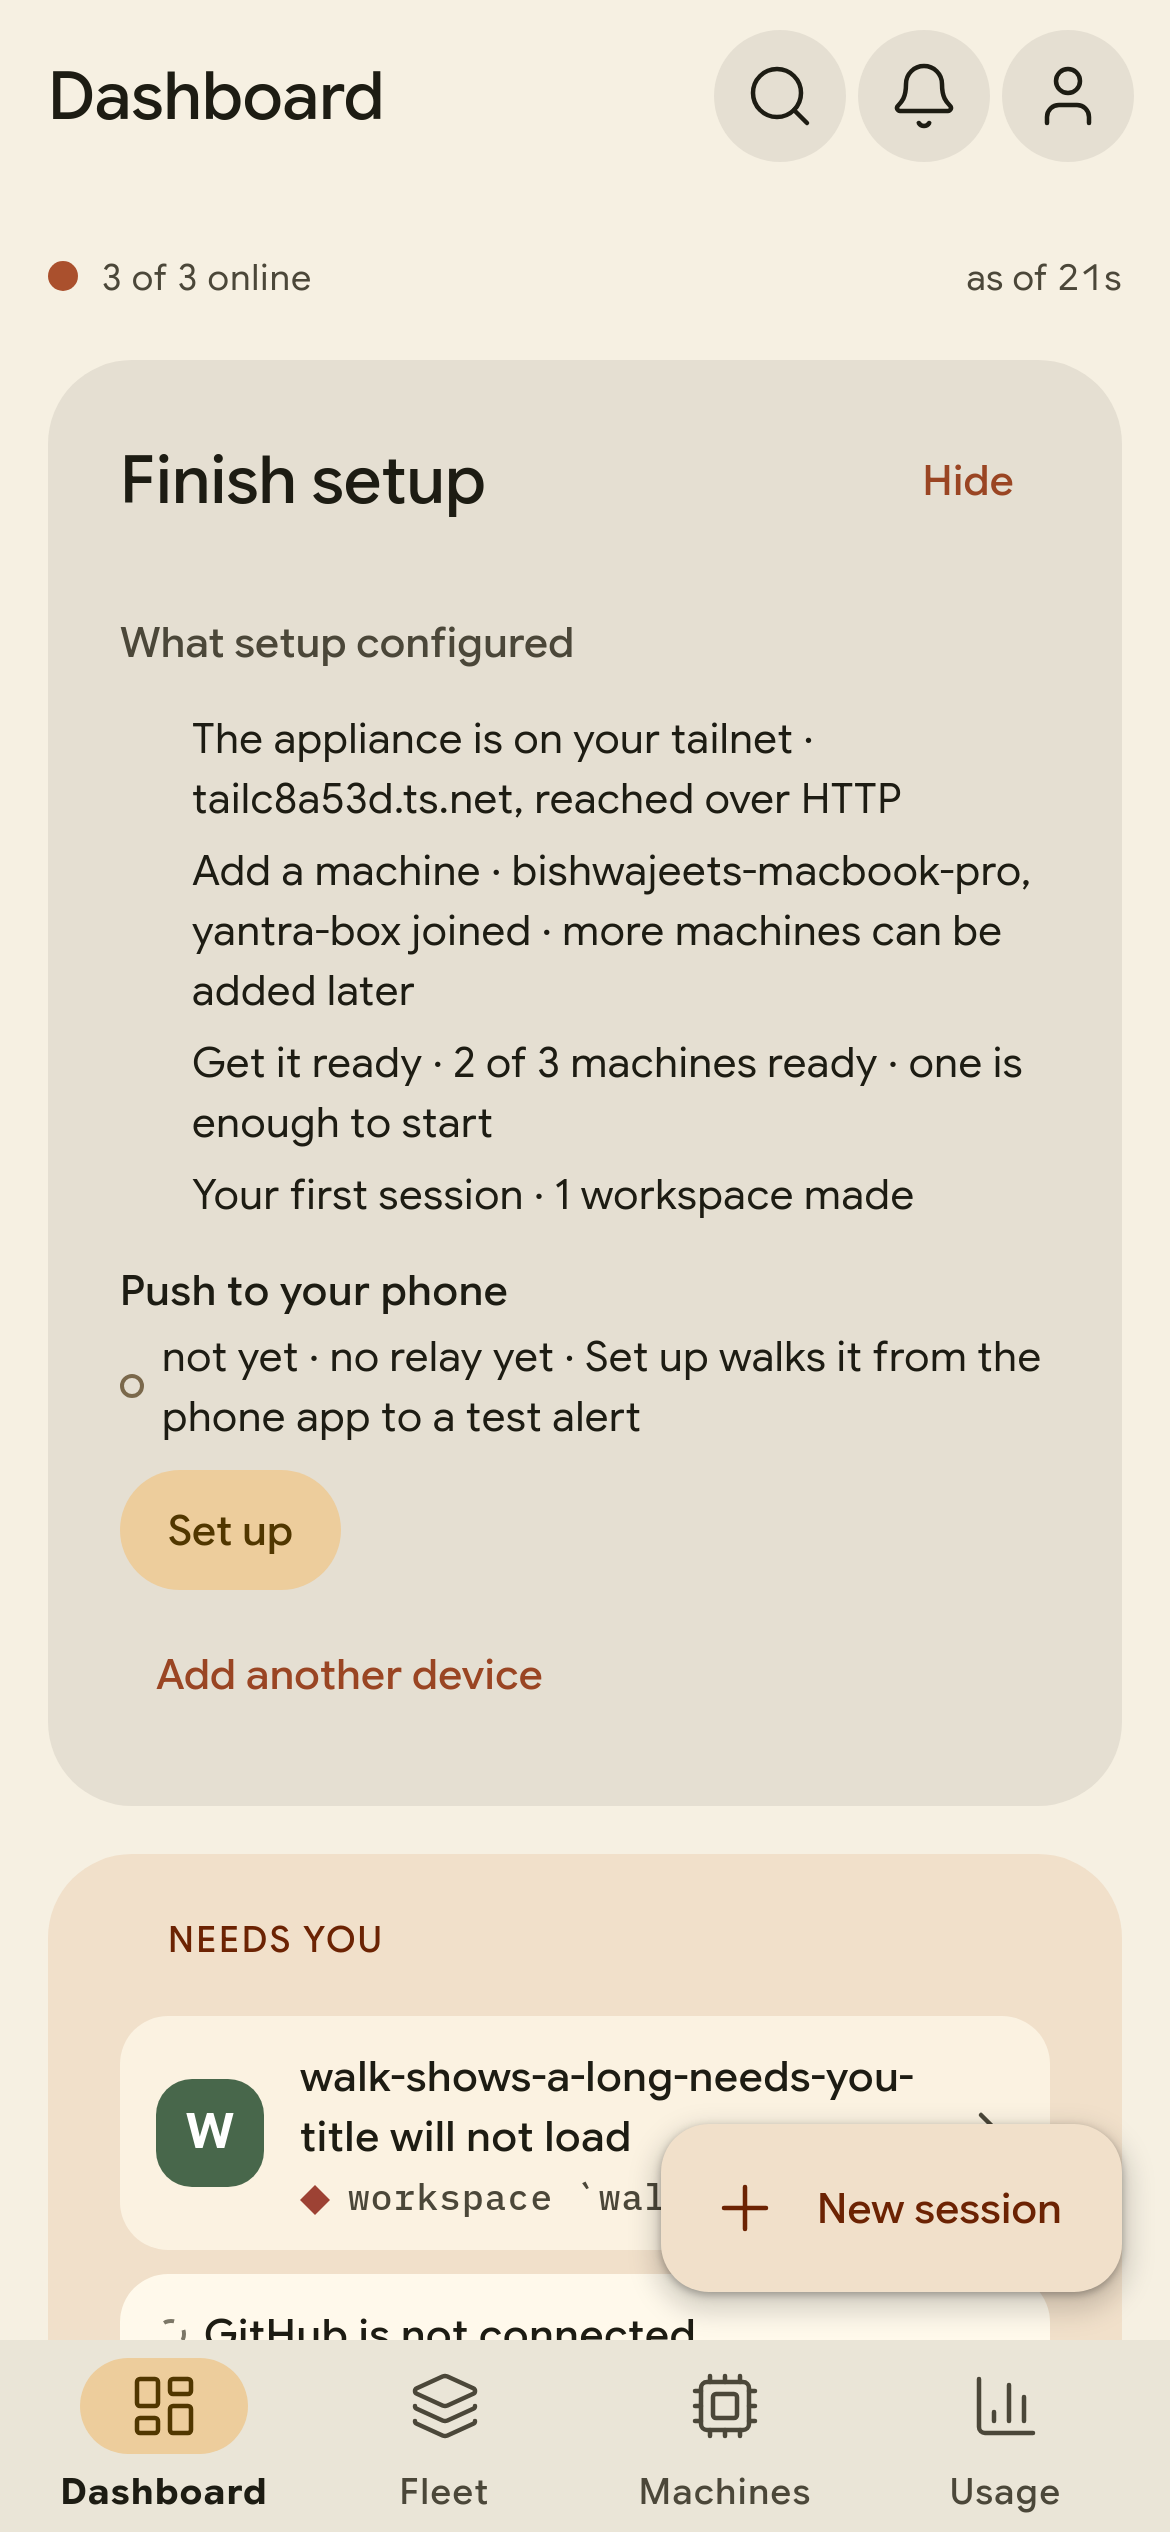 Dashboard
3 of 3 online
as of 21s
Finish setup
Hide
What setup configured
The appliance is on your tailnet ·
tailc8a53d.ts.net, reached over HTTP
Add a machine · bishwajeets-macbook-pro,
yantra-box joined · more machines can be
added later
Get it ready · 2 of 3 machines ready · one is
enough to start
Your first session · 1 workspace made
Push to your phone
not yet · no relay yet · Set up walks it from the
phone app to a test alert
Set up
Add another device
NEEDS YOU
W
walk-shows-a-long-needs-you-
title will not load
workspace `wal
New session
GitHub is not connected
Dashboard
Fleet
Machines
Usage